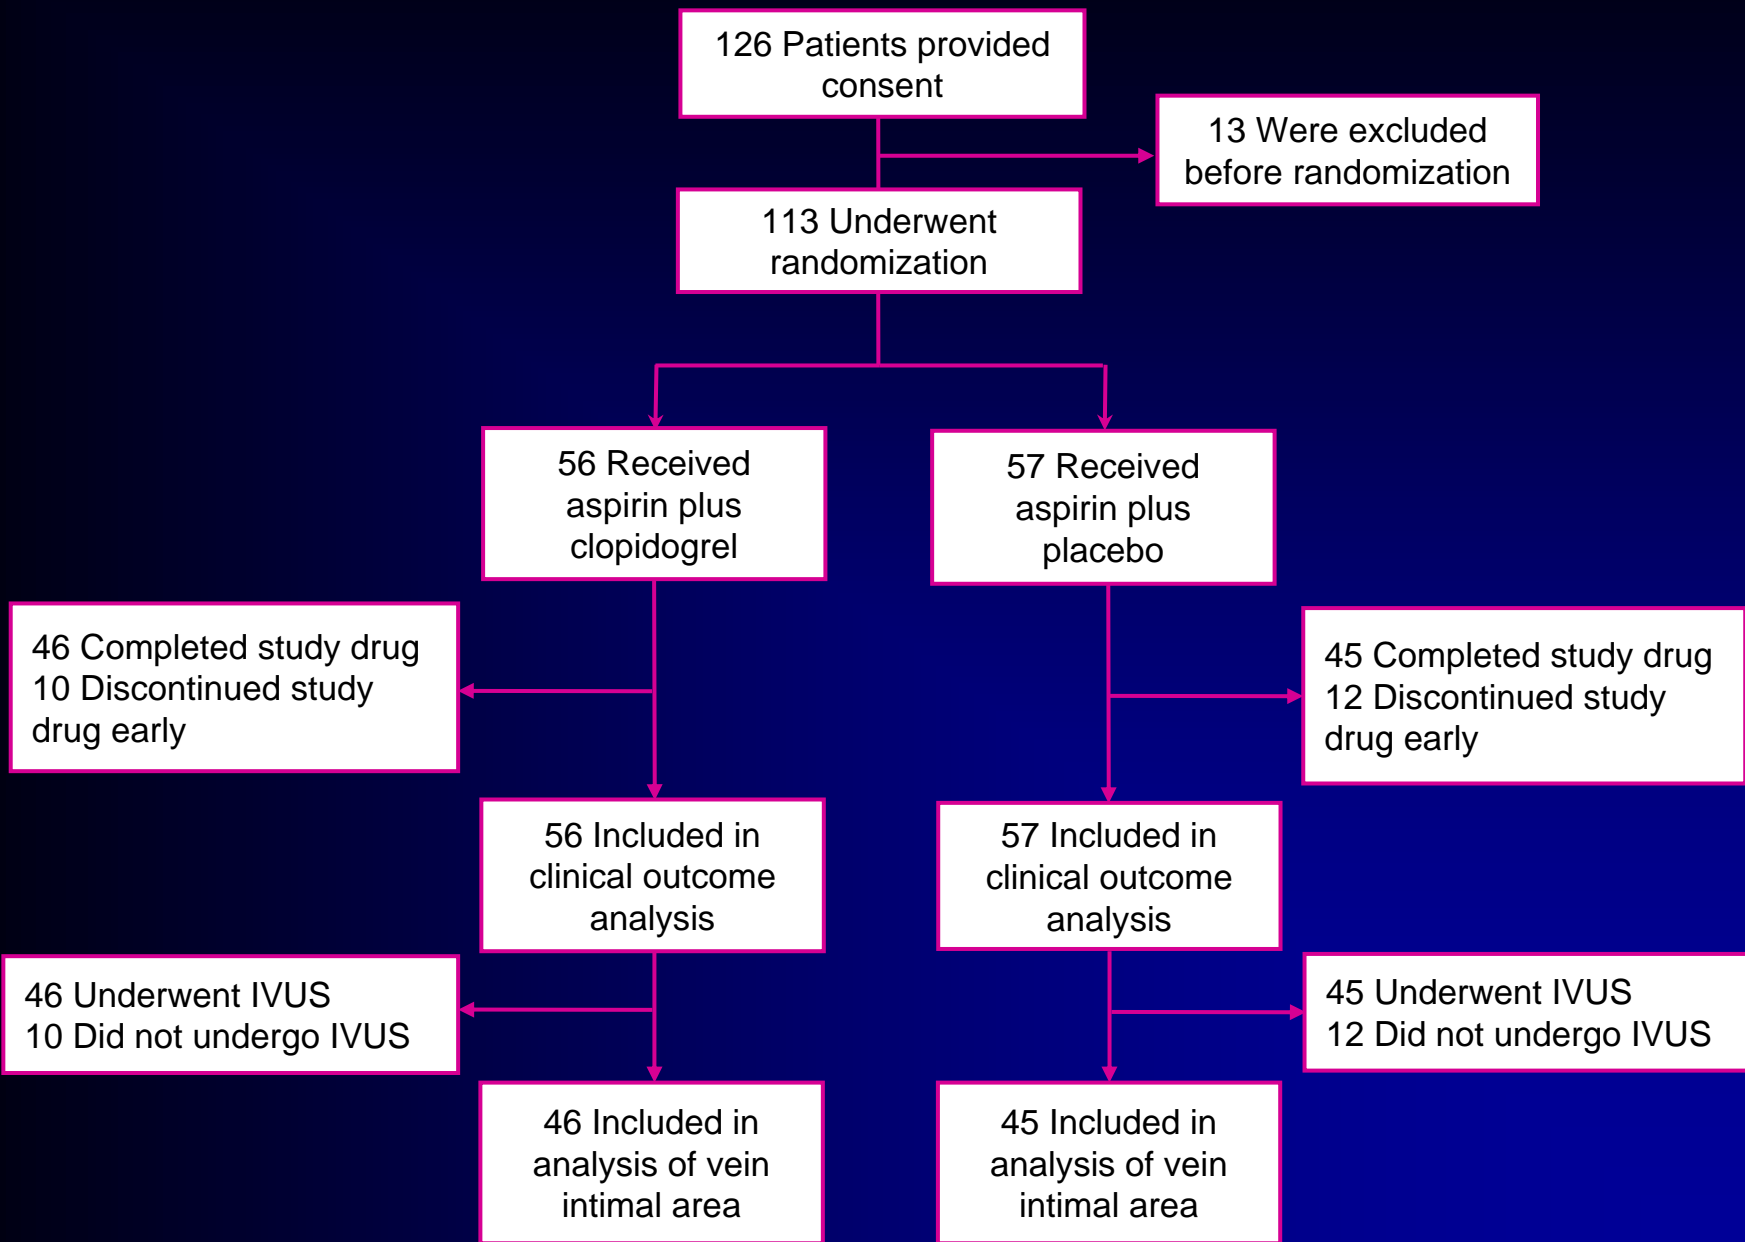 126 Patients provided
consent
13 Were excluded
before randomization
113 Underwent
randomization
56 Received
aspirin plus
clopidogrel
57 Received
aspirin plus
placebo
46 Completed study drug
10 Discontinued study
drug early
45 Completed study drug
12 Discontinued study
drug early
56 Included in
clinical outcome
analysis
57 Included in
clinical outcome
analysis
46 Underwent IVUS
10 Did not undergo IVUS
45 Underwent IVUS
12 Did not undergo IVUS
46 Included in
analysis of vein
intimal area
45 Included in
analysis of vein
intimal area